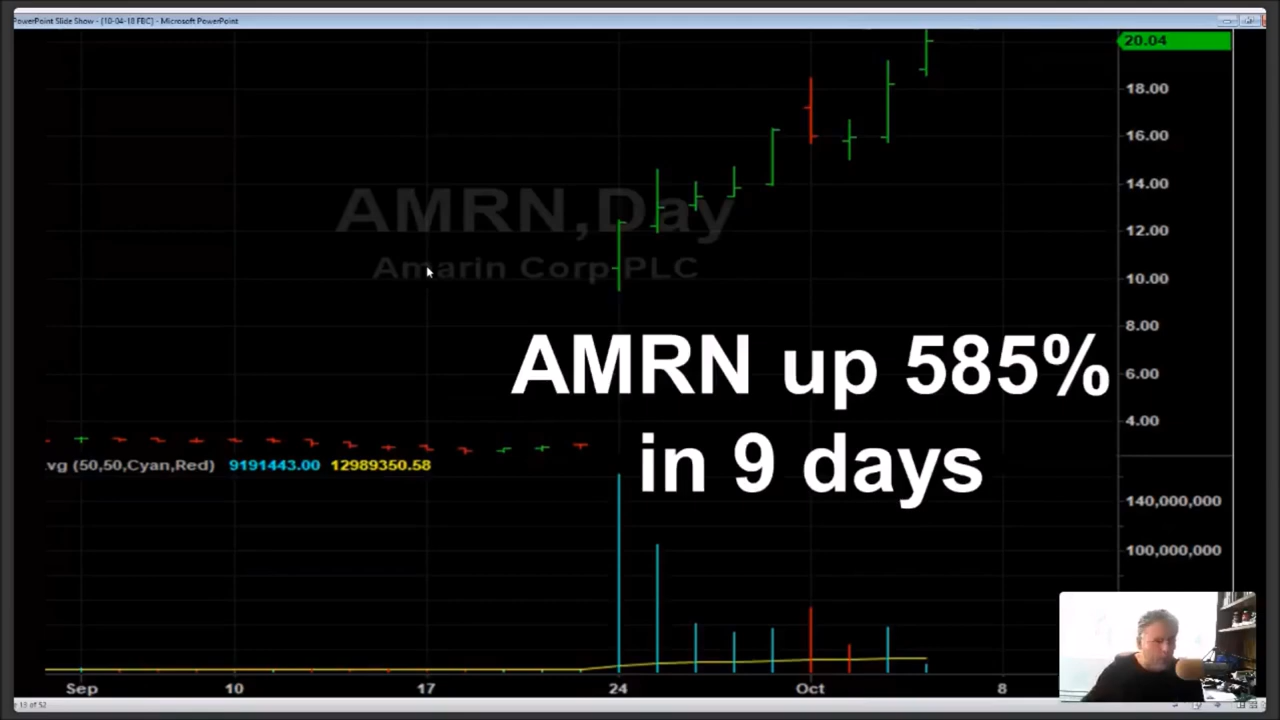 PowerPoint Slide Show - [10-04-18 FBC] - Microsoft PowerPoint
20.04
18.00
16.00
14.00
12.00
10.00
8.00
6.00
4.00
AMRN,Day
Amarin Corp PLC
AMRN up 585%
in 9 days
vg (50,50,Cyan,Red) 9191443.00 12989350.58
140,000,000
100,000,000
Sep 10 17 24 Oct 8
13 of 52